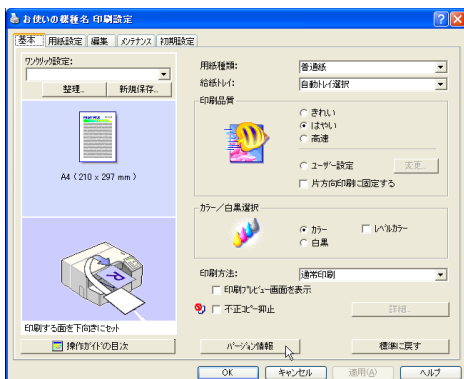 お使いの機種名 印刷設定
基本
用紙設定
編集
メンテナンス
初期設定
ワンクリック設定:
整理...
新規保存...
A4 ( 210 x 297 mm )
印刷する面を下向きにセット
操作ガイドの目次
用紙種類:
普通紙
給紙トレイ:
自動トレイ選択
印刷品質
きれい
はやい
高速
ユーザー設定
変更...
片方向印刷に固定する
カラー/白黒選択
カラー
レベルカラー
白黒
印刷方法:
通常印刷
印刷プレビュー画面を表示
不正コピー抑止
詳細...
バージョン情報
標準に戻す
OK
キャンセル
適用(A)
ヘルプ